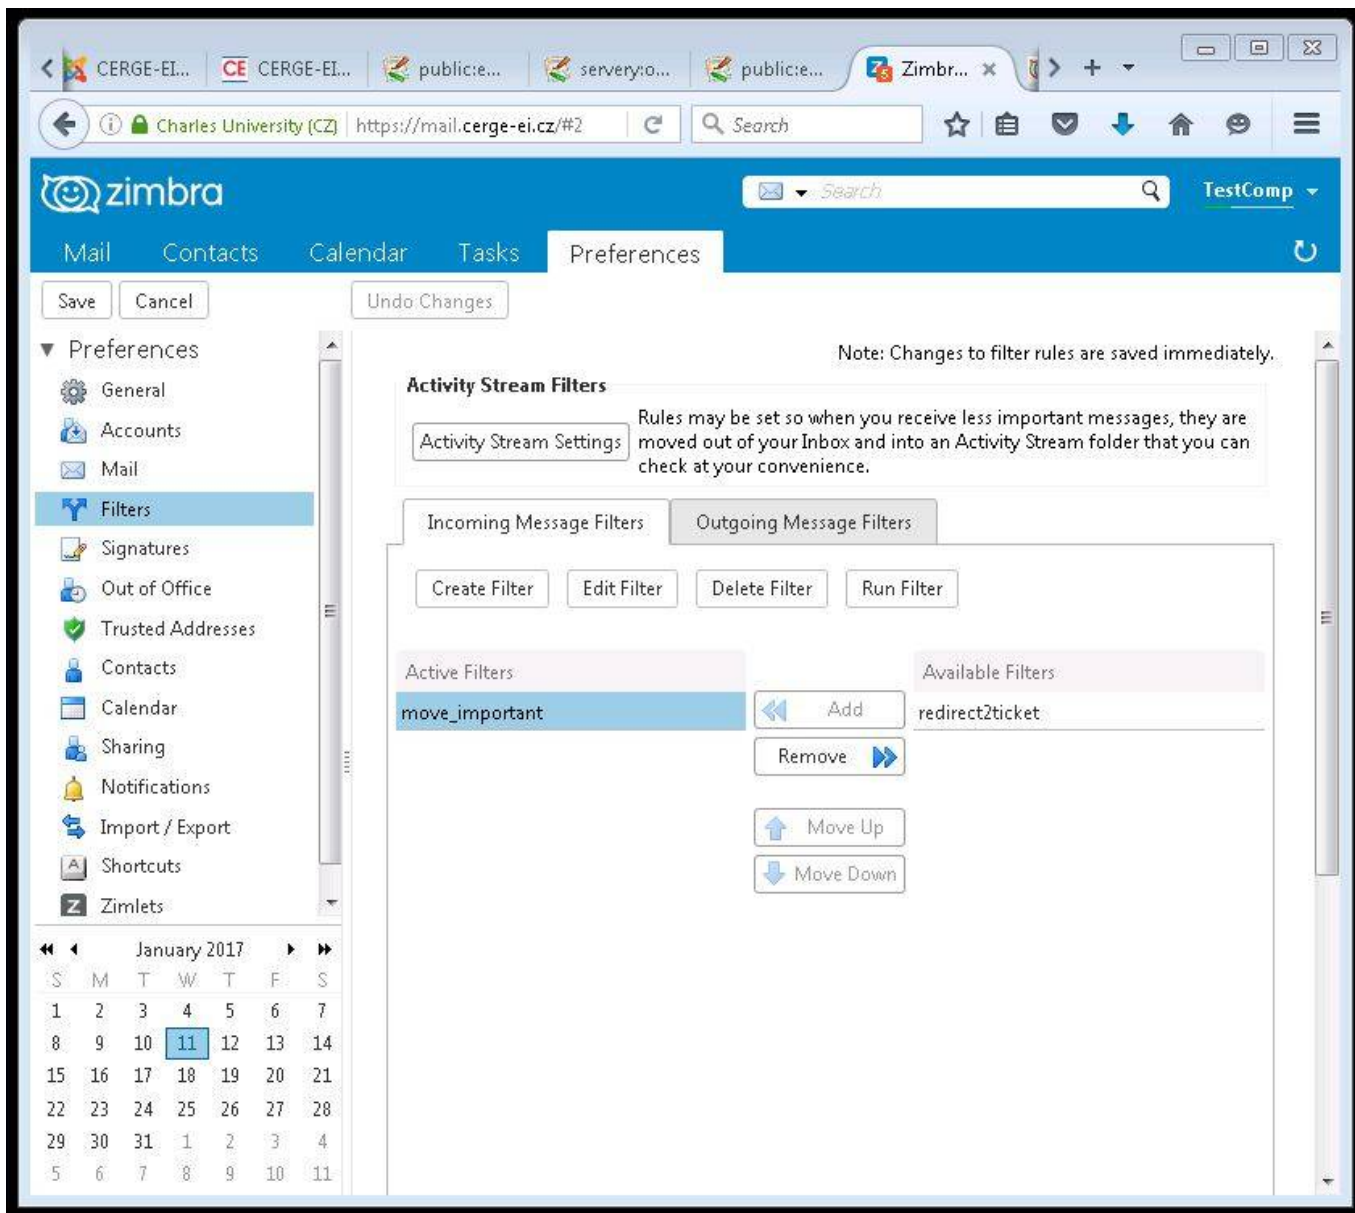 CERGE-EI...
CE CERGE-EI...
public:e...
servery:o...
public:e...
Zimbr...
Charles University (CZ) https://mail.cerge-ei.cz/#2 Search
zimbra Search TestComp
Mail Contacts Calendar Tasks Preferences
Save Cancel Undo Changes
Preferences
General
Accounts
Mail
Filters
Signatures
Out of Office
Trusted Addresses
Contacts
Calendar
Sharing
Notifications
Import / Export
A Shortcuts
Z Zimlets
January 2017
S M T W T F S
1 2 3 4 5 6 7
8 9 10 11 12 13 14
15 16 17 18 19 20 21
22 23 24 25 26 27 28
29 30 31 1 2 3 4
5 6 7 8 9 10 11
Note: Changes to filter rules are saved immediately.
Activity Stream Filters
Activity Stream Settings
Rules may be set so when you receive less important messages, they are
moved out of your Inbox and into an Activity Stream folder that you can
check at your convenience.
Incoming Message Filters Outgoing Message Filters
Create Filter Edit Filter Delete Filter Run Filter
Active Filters Available Filters
move_important Add redirect2ticket
Remove
Move Up
Move Down